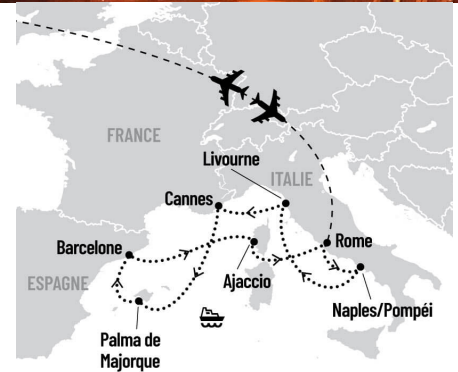 FRANCE
Livourne
ITALIE
Cannes
Barcelone
Rome
ESPAGNE
Ajaccio
Naples/Pompéi
Palma de
Majorque